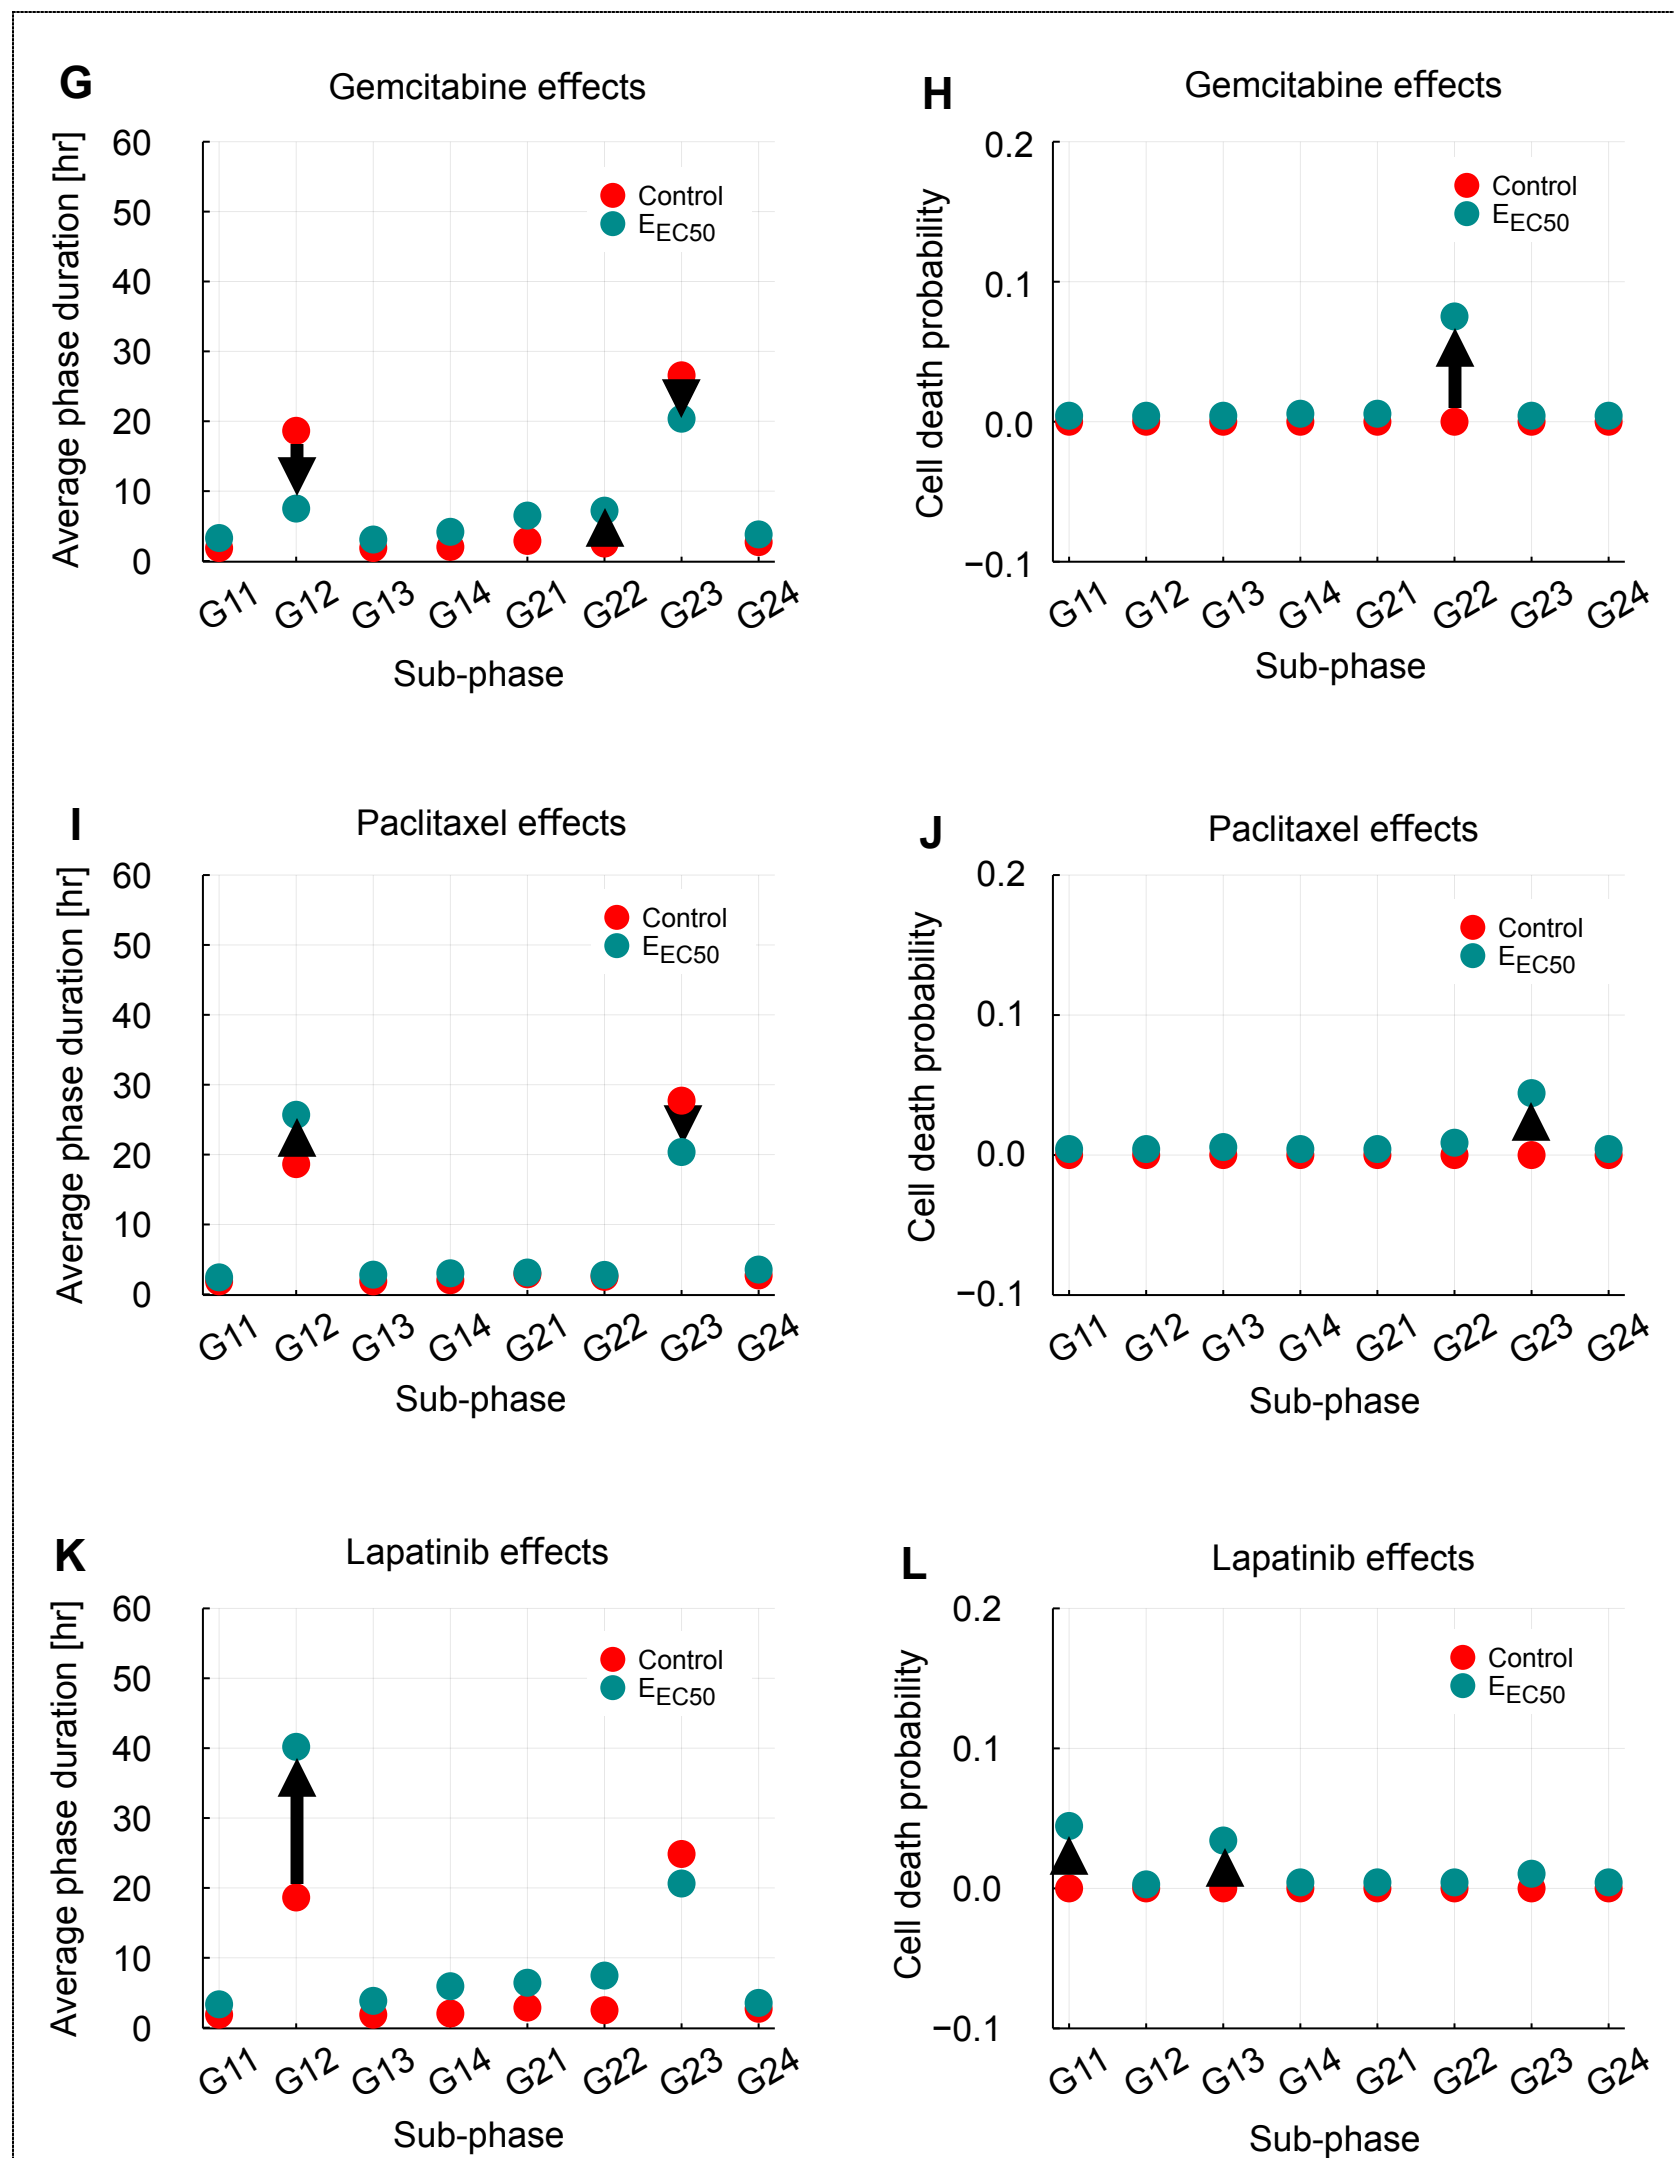 G
Gemcitabine effects
Average phase duration [hr]
60
50
40
30
20
10
0
Control
EEC50
G11 G12 G13 G14 G21 G22 G23 G24
Sub-phase
H
Gemcitabine effects
Cell death probability
0.2
0.1
0.0
−0.1
Control
EEC50
G11 G12 G13 G14 G21 G22 G23 G24
Sub-phase
I
Paclitaxel effects
Average phase duration [hr]
60
50
40
30
20
10
0
Control
EEC50
G11 G12 G13 G14 G21 G22 G23 G24
Sub-phase
J
Paclitaxel effects
Cell death probability
0.2
0.1
0.0
−0.1
Control
EEC50
G11 G12 G13 G14 G21 G22 G23 G24
Sub-phase
K
Lapatinib effects
Average phase duration [hr]
60
50
40
30
20
10
0
Control
EEC50
G11 G12 G13 G14 G21 G22 G23 G24
Sub-phase
L
Lapatinib effects
Cell death probability
0.2
0.1
0.0
−0.1
Control
EEC50
G11 G12 G13 G14 G21 G22 G23 G24
Sub-phase